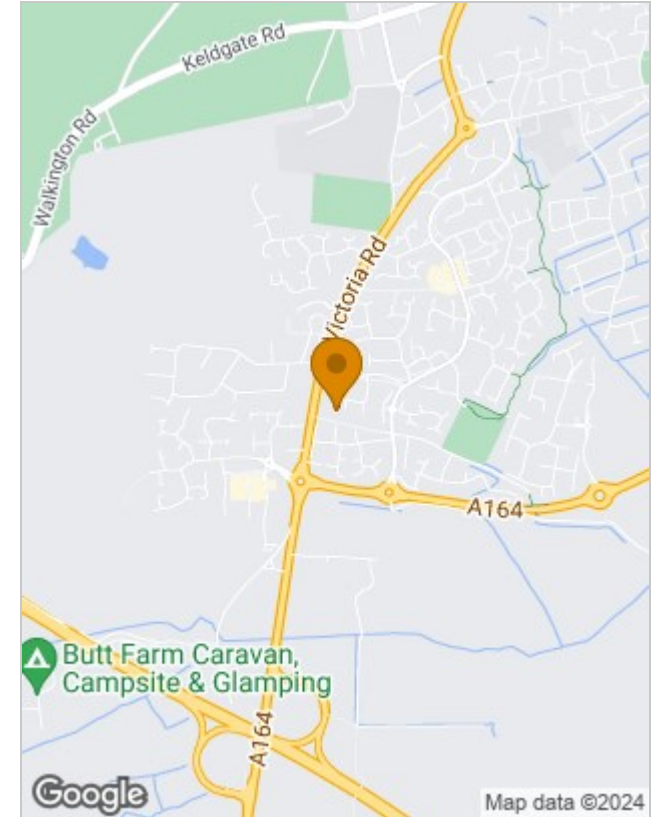 Keldgate Rd
Walkington Rd
Victoria Rd
A164
Butt Farm Caravan,
Campsite & Glamping
A164
Google
Map data ©2024